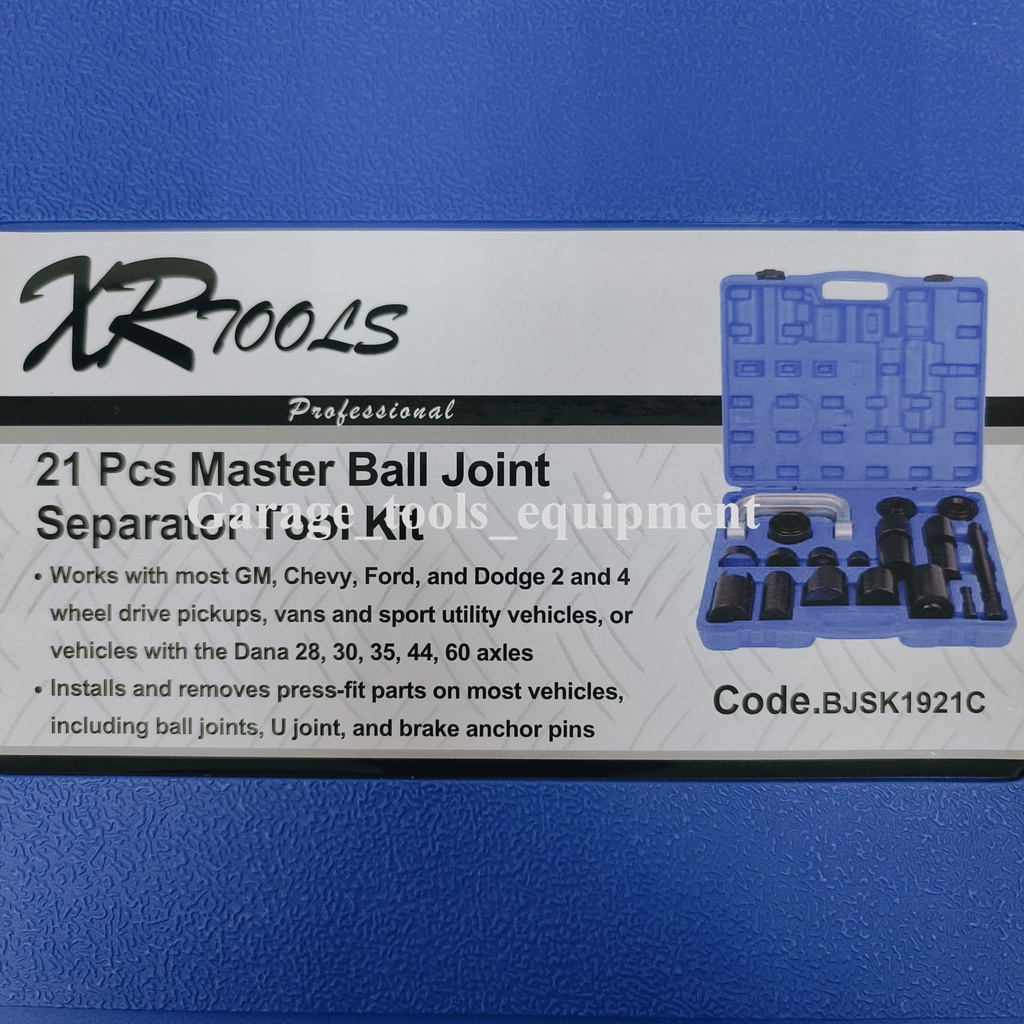 XRTOOLS
Professional
21 Pcs Master Ball Joint
Separator Tool Kit
Garage_tools_equipment
• Works with most GM, Chevy, Ford, and Dodge 2 and 4
wheel drive pickups, vans and sport utility vehicles, or
vehicles with the Dana 28, 30, 35, 44, 60 axles
• Installs and removes press-fit parts on most vehicles,
including ball joints, U joint, and brake anchor pins
Code.BJSK1921C